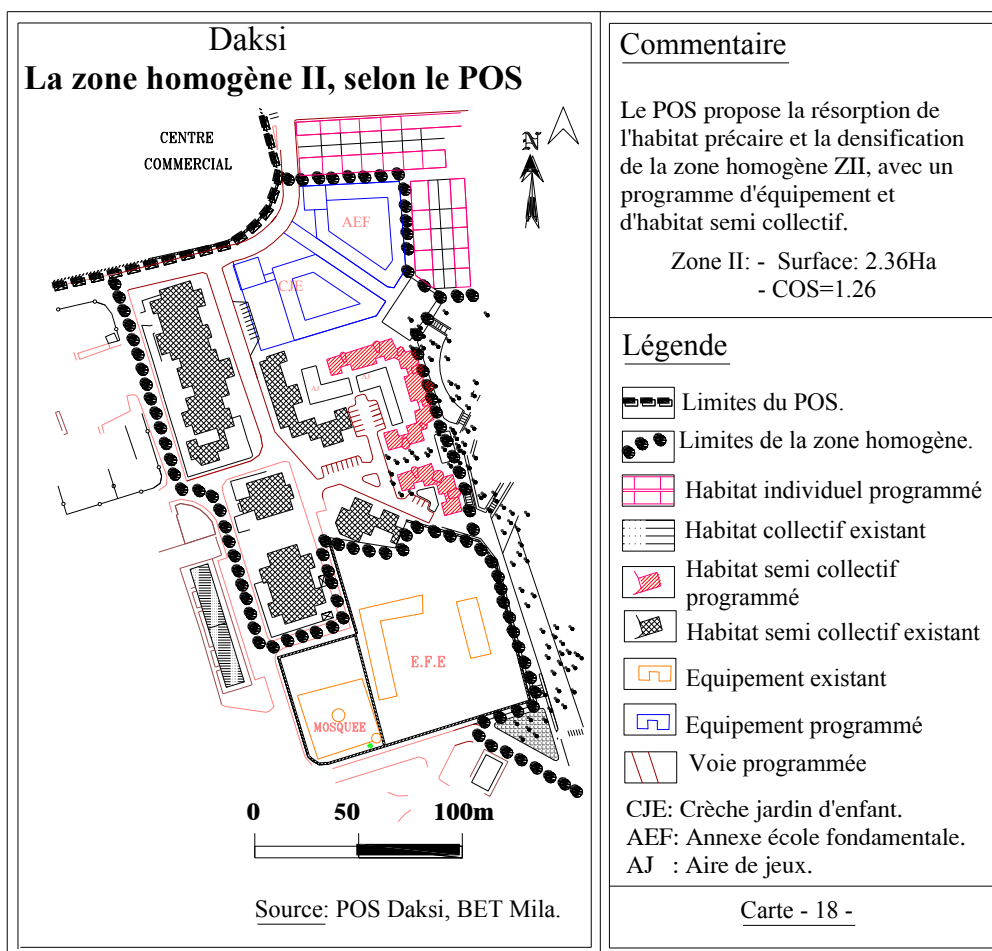 Daksi
La zone homogène II, selon le POS
CENTRE
COMMERCIAL
N
AEF
CJE
AJ
AJ
E.F.E
MOSQUEE
0 50 100m
Source: POS Daksi, BET Mila.
Commentaire
Le POS propose la résorption de
l'habitat précaire et la densification
de la zone homogène ZII, avec un
programme d'équipement et
d'habitat semi collectif.
Zone II: - Surface: 2.36Ha
- COS=1.26
Légende
Limites du POS.
Limites de la zone homogène.
Habitat individuel programmé
Habitat collectif existant
Habitat semi collectif
programmé
Habitat semi collectif existant
Equipement existant
Equipement programmé
Voie programmée
CJE: Crèche jardin d'enfant.
AEF: Annexe école fondamentale.
AJ : Aire de jeux.
Carte - 18 -